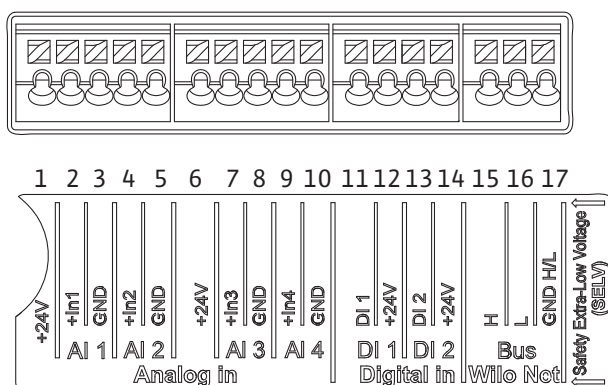 1 2 3 4 5 6 7 8 9 10 11 12 13 14 15 16 17
+24V +In1 GND +In2 GND +24V +In3 GND +In4 GND DI 1 +24V DI 2 +24V H L GND H/L
AI 1 AI 2 AI 3 AI 4 DI 1 DI 2 Bus
Analog in Digital in Wilo Net
Safety Extra-Low Voltage
(SELV)